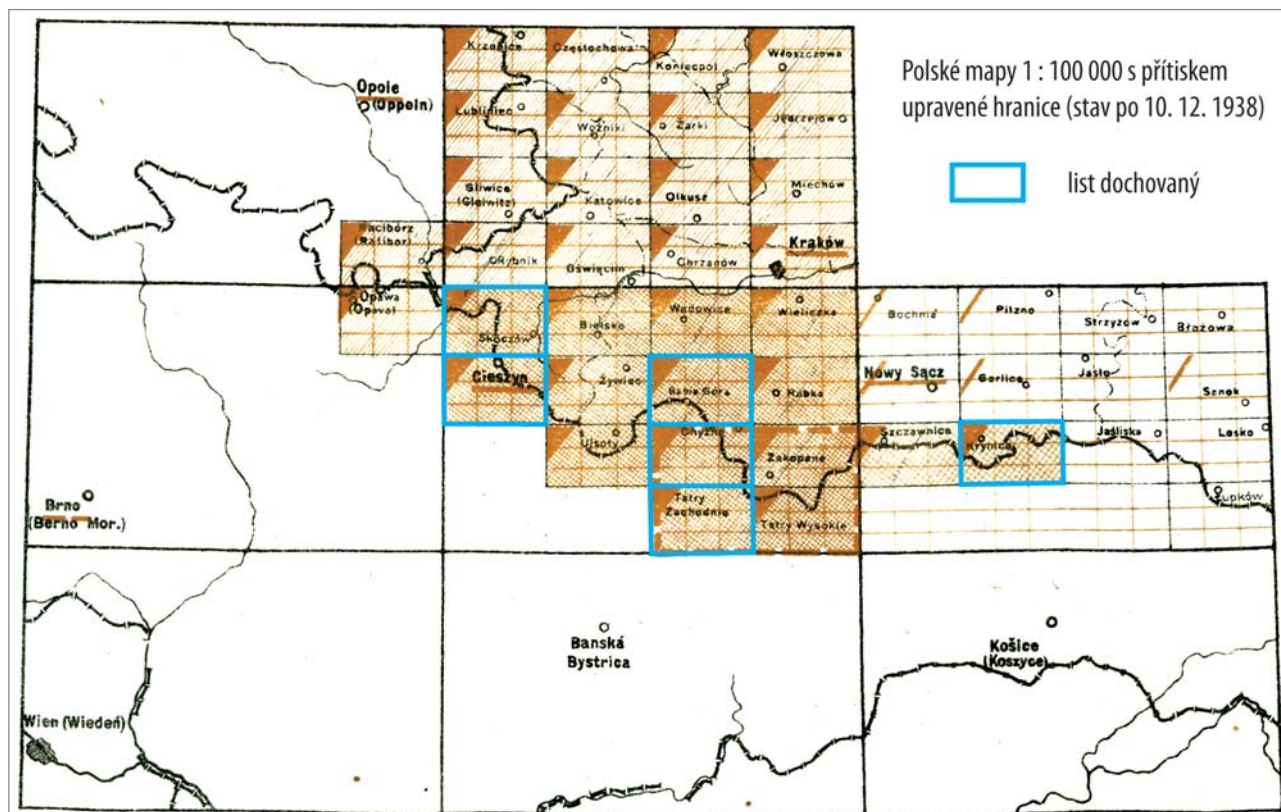 Polské mapy 1 : 100 000 s přítiskem
upravené hranice (stav po 10. 12. 1938)
list dochovaný
Krzepice
Częstochowa
Koniecpol
Włoszczowa
Opole
(Oppeln)
Lubliniec
Woźniki
Żarki
Jędrzejów
Gliwice
(Gleiwitz)
Katowice
Olkusz
Miechów
Racibórz
(Ratibor)
Rybnik
Oświęcim
Chrzanów
Kraków
Opawa
(Opava)
Skoczów
Bielsko
Wadowice
Wieliczka
Bochnia
Pilzno
Strzyżów
Błażowa
Cieszyn
Żywiec
Babia Góra
Rabka
Nowy Sącz
Gorlice
Jasło
Sanok
Ujsoły
Chyżne
Zakopane
Szczawnica
Krynica
Jaśliska
Lesko
Brno
(Berno Mor.)
Tatry
Zachodnie
Tatry Wysokie
Łupków
Banská
Bystrica
Košice
(Koszyce)
Wien (Wiedeń)